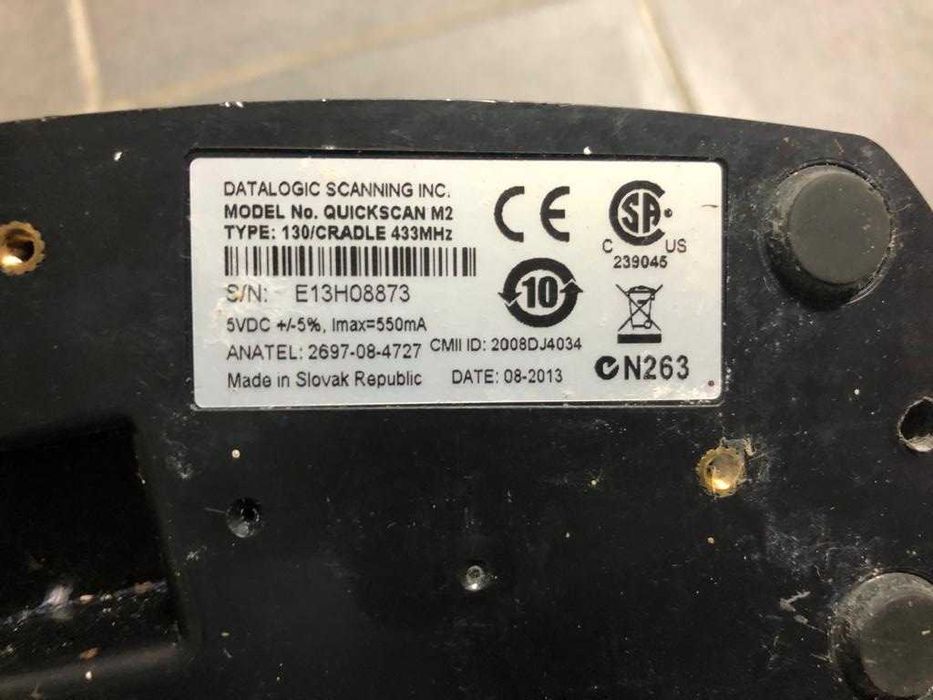 DATALOGIC SCANNING INC.
MODEL No. QUICKSCAN M2
TYPE: 130/CRADLE 433MHz
S/N: E13H08873
5VDC +/-5%, Imax=550mA
ANATEL: 2697-08-4727 CMII ID: 2008DJ4034
Made in Slovak Republic DATE: 08-2013
CE
SA
C US
239045
10
N263